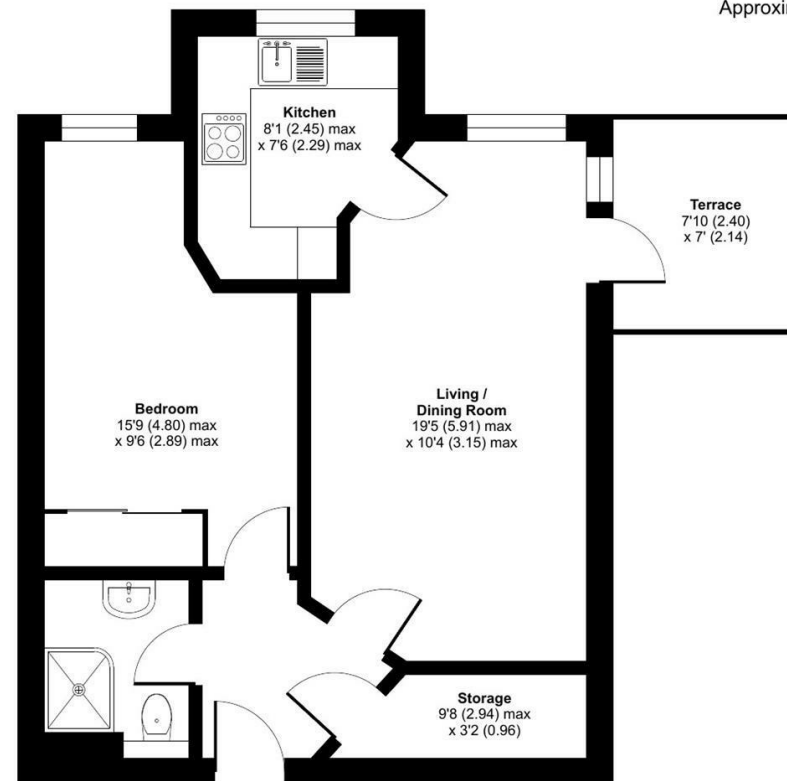 Approxi
Kitchen
8'1 (2.45) max
x 7'6 (2.29) max
Terrace
7'10 (2.40)
x 7' (2.14)
Bedroom
15'9 (4.80) max
x 9'6 (2.89) max
Living /
Dining Room
19'5 (5.91) max
x 10'4 (3.15) max
Storage
9'8 (2.94) max
x 3'2 (0.96)